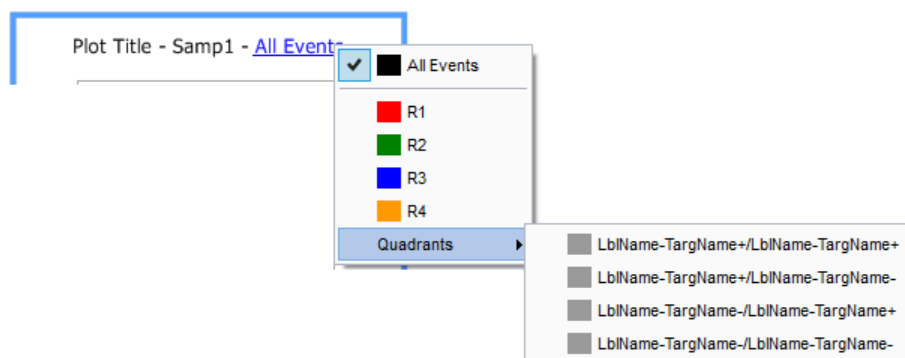 Plot Title - Samp1 - All Events
All Events
R1
R2
R3
R4
Quadrants
LblName-TargName+/LblName-TargName+
LblName-TargName+/LblName-TargName-
LblName-TargName-/LblName-TargName+
LblName-TargName-/LblName-TargName-